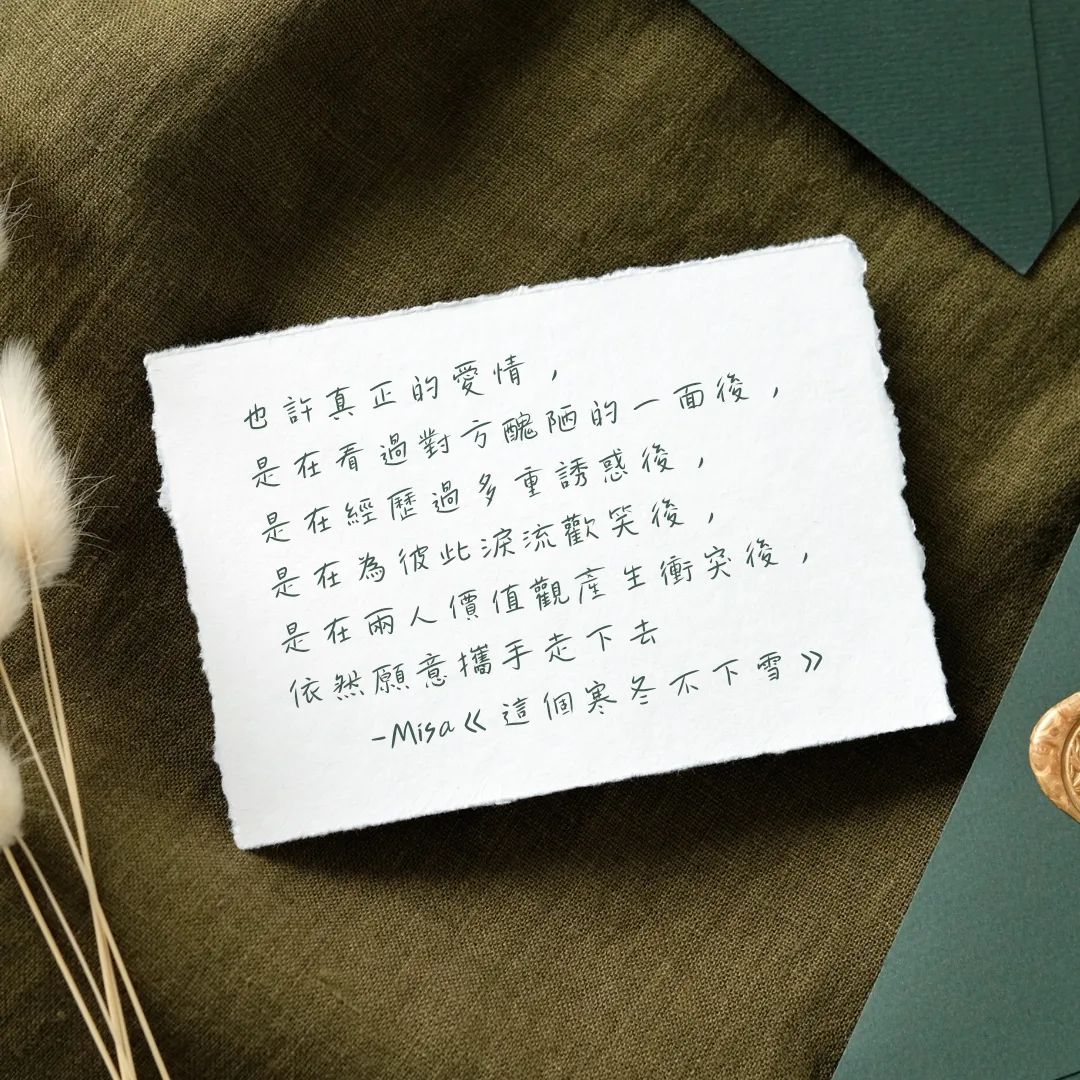 也許真正的愛情，
是在看過對方醜陋的一面後，
是在經歷過多重誘惑後，
是在為彼此淚流歡笑後，
是在兩人價值觀產生衝突後，
依然願意攜手走下去
-Misa《這個寒冬不下雪》